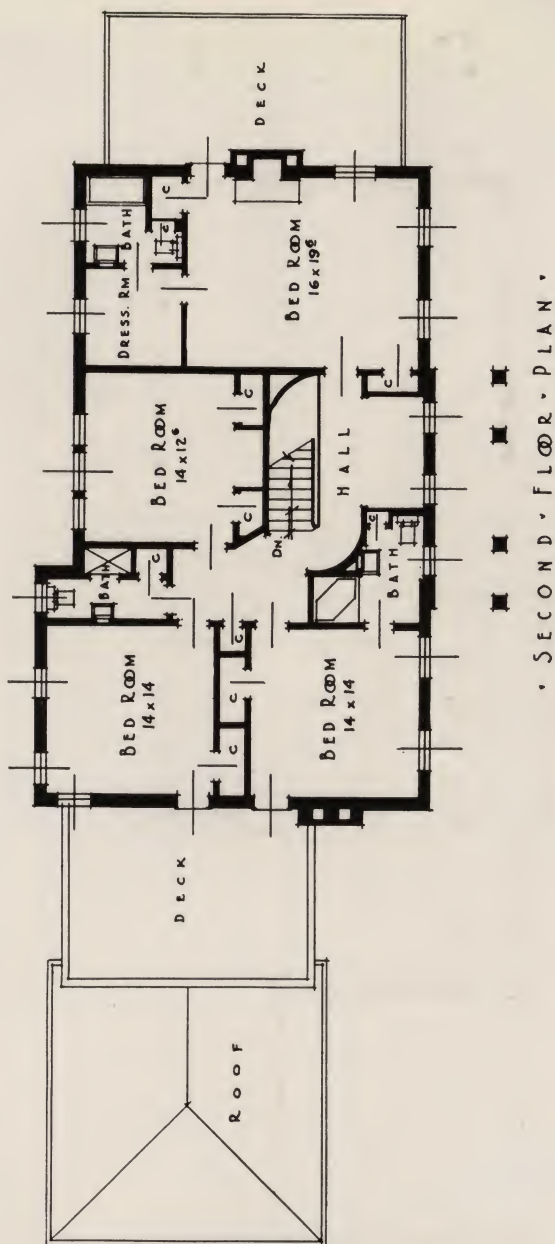 DECK
BATH
C
C
DRESS. RM
BED ROOM
16 x 19⁶
BED ROOM
14 x 12⁶
C
C
C
HALL
DN.
BATH
C
C
BATH
BED ROOM
14 x 14
C
C
C
BED ROOM
14 x 14
DECK
ROOF
· SECOND · FLOOR · PLAN ·